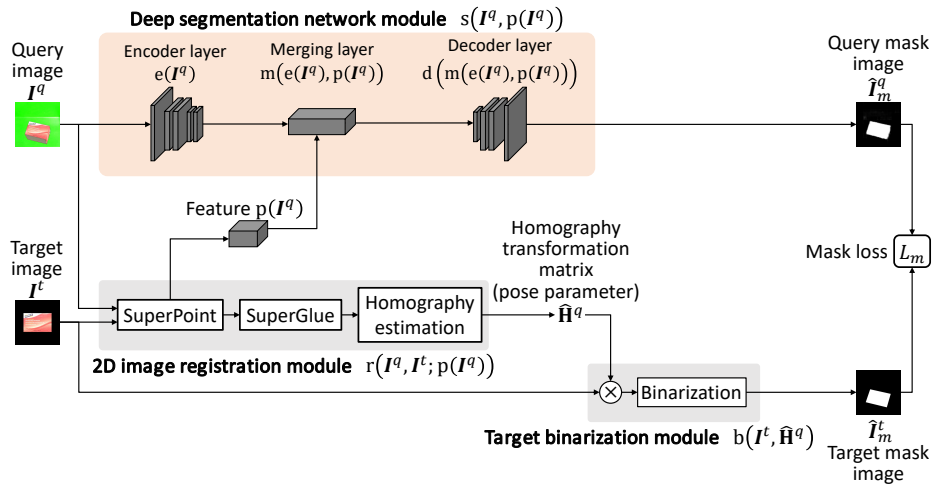 Deep segmentation network module s(𝑰^q, p(𝑰^q))
Query
image
𝑰^q
Encoder layer
e(𝑰^q)
Merging layer
m(e(𝑰^q), p(𝑰^q))
Decoder layer
d(m(e(𝑰^q), p(𝑰^q)))
Query mask
image
Î_m^q
Feature p(𝑰^q)
Target
image
𝑰^t
SuperPoint
SuperGlue
Homography
estimation
2D image registration module r(𝑰^q, 𝑰^t; p(𝑰^q))
Homography
transformation
matrix
(pose parameter)
Ĥ^q
Mask loss L_m
⊗
Binarization
Target binarization module b(𝑰^t, Ĥ^q)
Î_m^t
Target mask
image